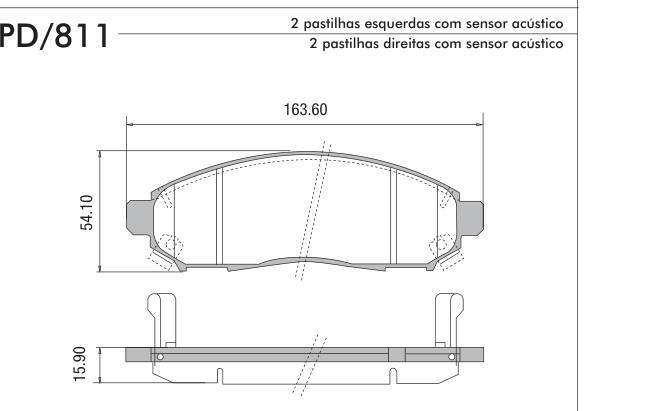 PD/811
2 pastilhas esquerdas com sensor acústico
2 pastilhas direitas com sensor acústico
163.60
54.10
15.90